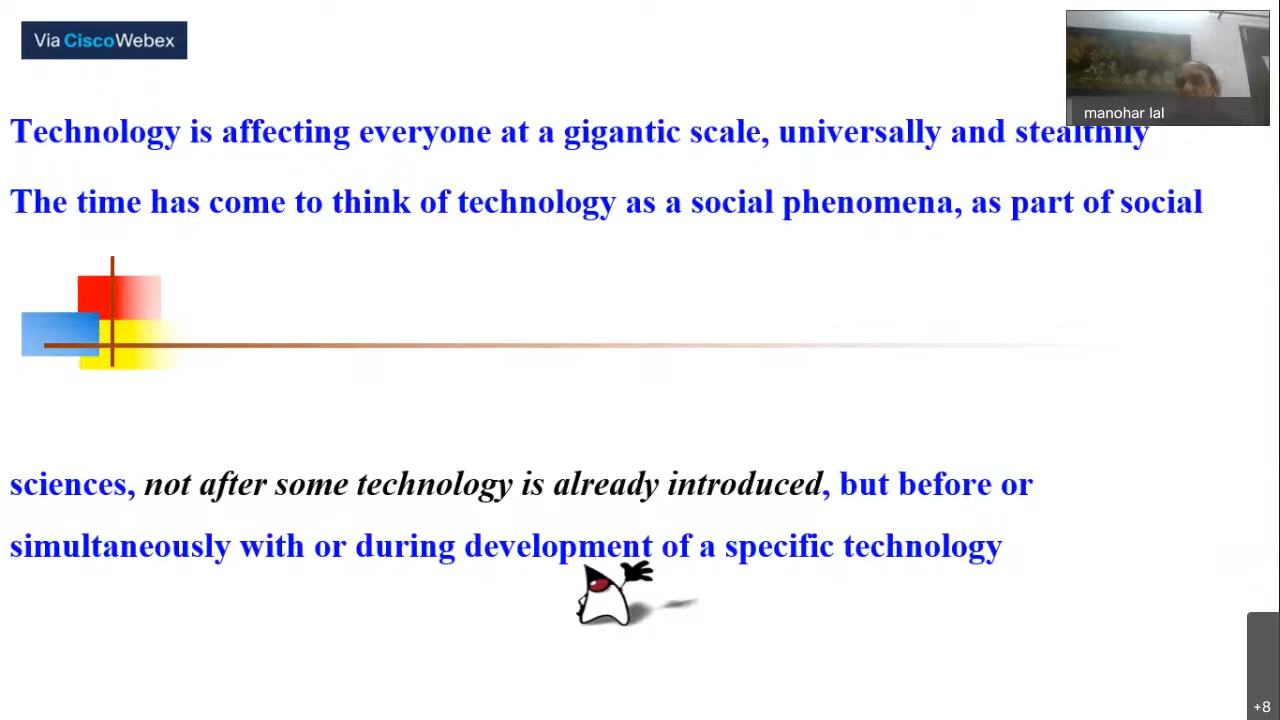 Via CiscoWebex
manohar lal
Technology is affecting everyone at a gigantic scale, universally and stealthily
The time has come to think of technology as a social phenomena, as part of social
sciences, not after some technology is already introduced, but before or
simultaneously with or during development of a specific technology
+8